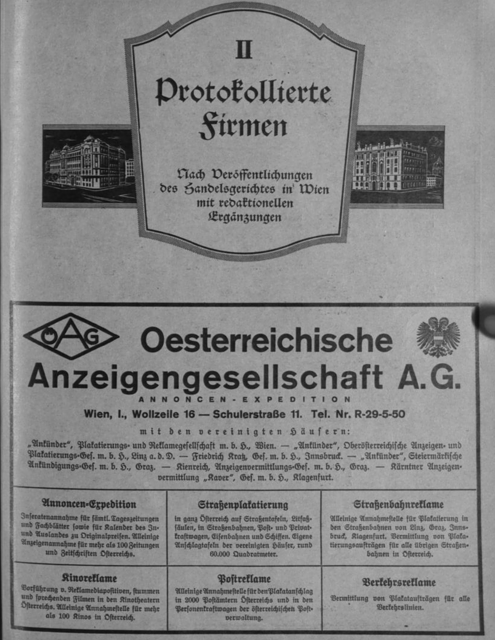 II
Protokollierte
Firmen
Nach Veröffentlichungen
des Handelsgerichtes in Wien
mit redaktionellen
Ergänzungen
ÖAG
Oesterreichische
Anzeigengesellschaft A.G.
ANNONCEN-EXPEDITION
Wien, I., Wollzeile 16 — Schulerstraße 11. Tel. Nr. R-29-5-50
mit den vereinigten Häusern:
„Ankünder", Plakatierungs- und Reklamegesellschaft m. b. H., Wien. — „Ankünder", Oberösterreichische Anzeigen- und
Plakatierungs-Ges. m. b. H., Linz a. d. D. — Friedrich Kratz, Ges. m. b. H., Innsbruck. — „Ankünder", Steiermärkische
Ankündigungs-Ges. m. b. H., Graz. — Kienreich, Anzeigenvermittlungs-Ges. m. b. H., Graz. — Kärntner Anzeigen-
vermittlung „Kaver", Ges. m. b. H., Klagenfurt.
Annoncen-Expedition
Inseratenannahme für sämtl. Tageszeitungen
und Fachblätter sowie für Kalender des In-
und Auslandes zu Originalpreisen. Alleinige
Anzeigenannahme für mehr als 100 Zeitungen
und Zeitschriften Österreichs.
Straßenplakatierung
in ganz Österreich auf Straßentafeln, Litfaß-
säulen, in Straßenbahnen, Post- und Privat-
kraftwagen, Eisenbahnen und Schiffen. Eigene
Anschlagtafeln der vereinigten Häuser, rund
60.000 Quadratmeter.
Straßenbahnreklame
Alleinige Annahmestelle für Plakatierung in
den Straßenbahnen von Linz, Graz, Inns-
bruck, Klagenfurt. Vermittlung von Plaka-
tierungsaufträgen für alle übrigen Straßen-
bahnen in Österreich.
Kinoreklame
Vorführung v. Reklamediapositiven, stummen
und sprechenden Filmen in den Kinotheatern
Österreichs. Alleinige Annahmestelle für mehr
als 100 Kinos in Österreich.
Postreklame
Alleinige Annahmestelle für den Plakatanschlag
in 2000 Postämtern Österreichs und in den
Personenkraftwagen der österreichischen Post-
verwaltung.
Verkehrsreklame
Vermittlung von Plakataufträgen für alle
Verkehrslinien.